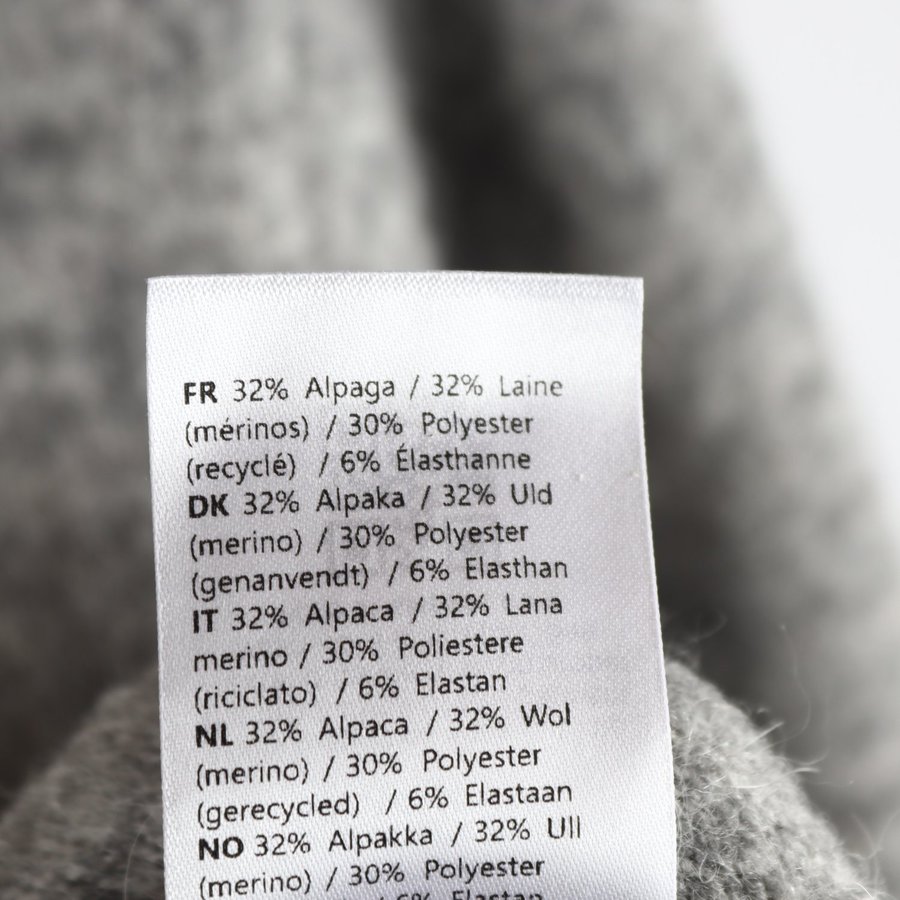 FR 32% Alpaga / 32% Laine
(mérinos) / 30% Polyester
(recyclé) / 6% Élasthanne
DK 32% Alpaka / 32% Uld
(merino) / 30% Polyester
(genanvendt) / 6% Elasthan
IT 32% Alpaca / 32% Lana
merino / 30% Poliestere
(riciclato) / 6% Elastan
NL 32% Alpaca / 32% Wol
(merino) / 30% Polyester
(gerecycled) / 6% Elastaan
NO 32% Alpakka / 32% Ull
(merino) / 30% Polyester
/ 6% Elastan